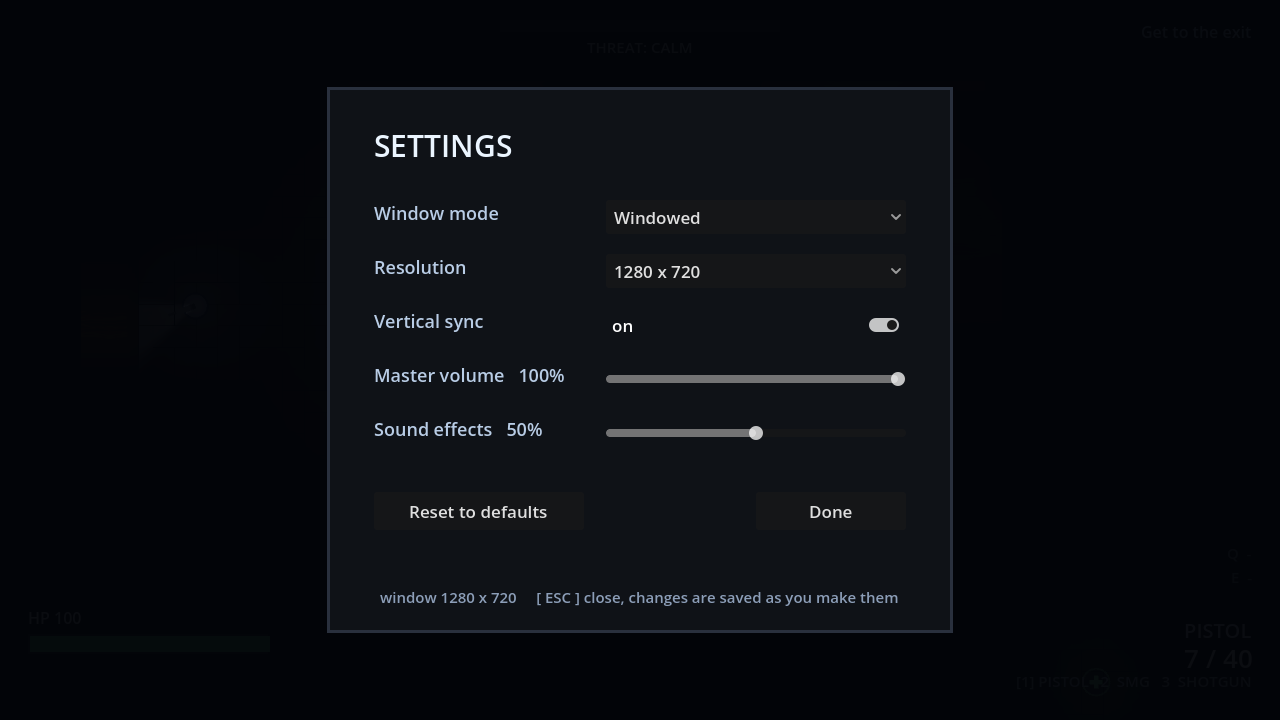 THREAT: CALM
Get to the exit
SETTINGS
Window mode Windowed
Resolution 1280 x 720
Vertical sync on
Master volume 100%
Sound effects 50%
Reset to defaults Done
window 1280 x 720 [ ESC ] close, changes are saved as you make them
HP 100
PISTOL
7 / 40
[1] PISTOL SMG 3 SHOTGUN